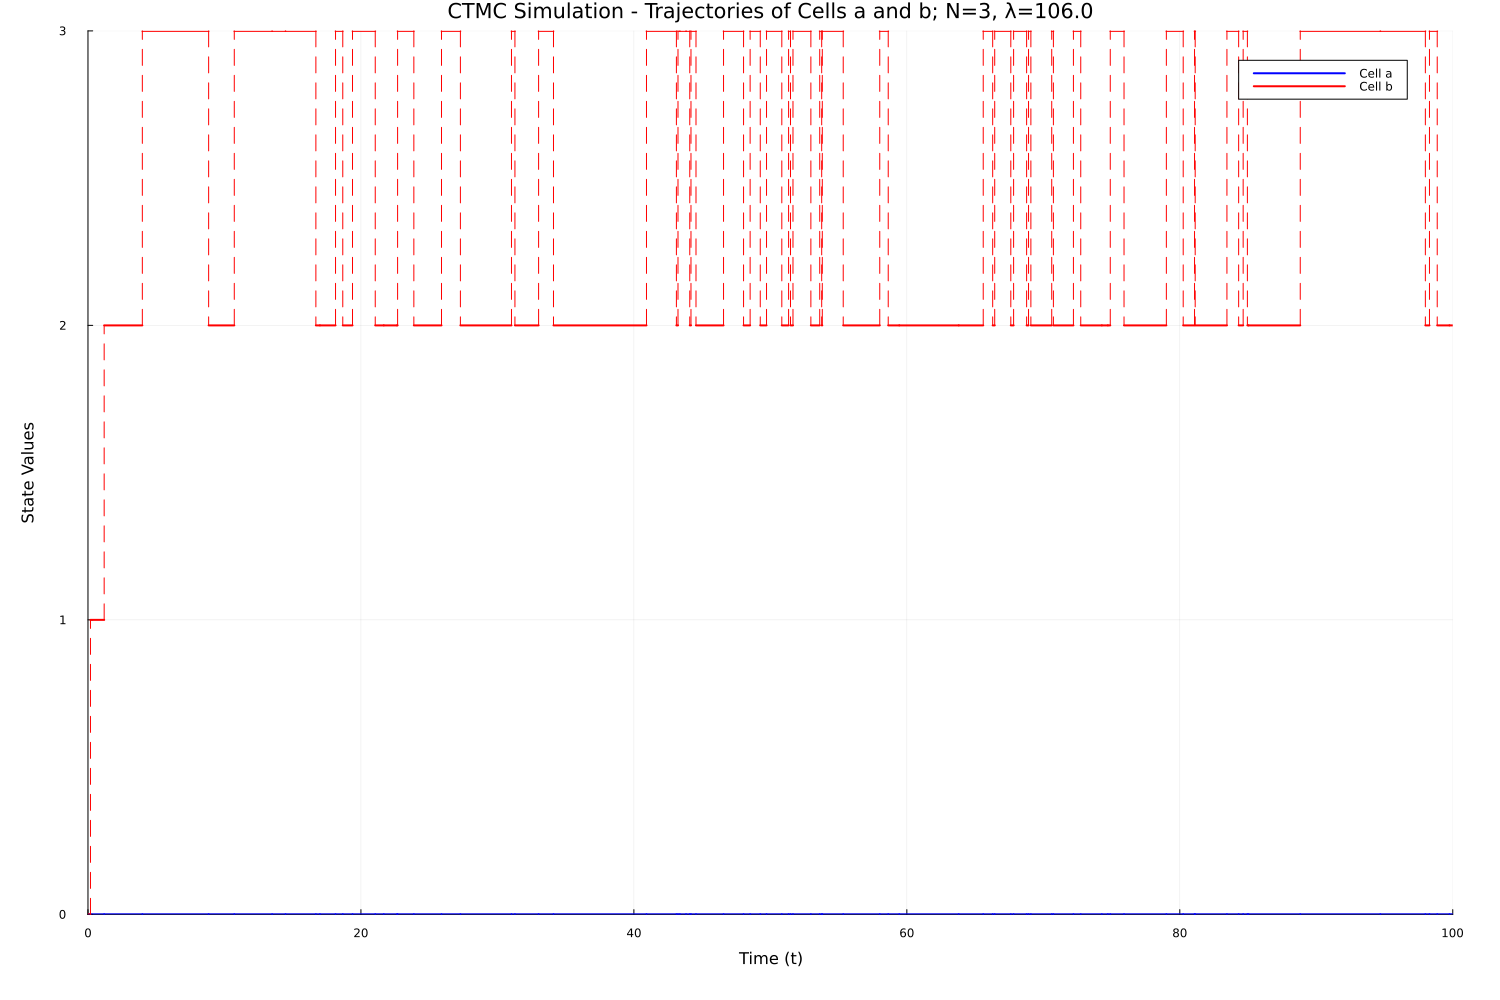 CTMC Simulation - Trajectories of Cells a and b; N=3, λ=106.0
3
Cell a
Cell b
2
State Values
1
0
0 20 40 60 80 100
Time (t)